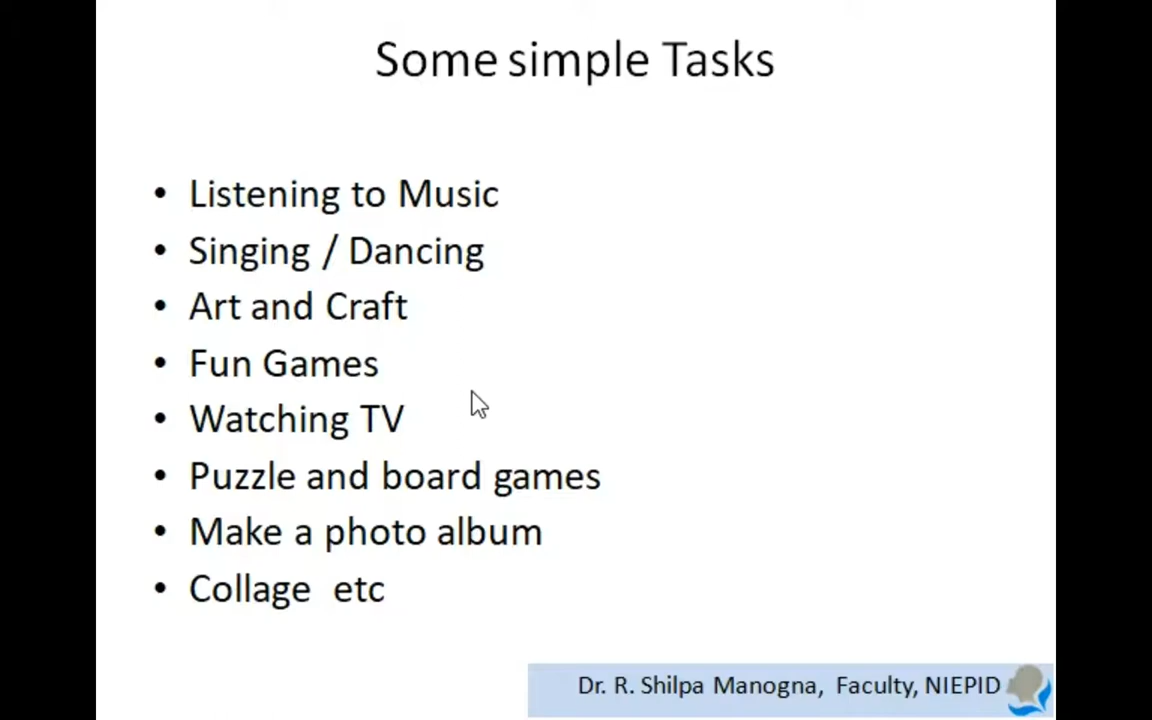 Some simple Tasks
• Listening to Music
• Singing / Dancing
• Art and Craft
• Fun Games
• Watching TV
• Puzzle and board games
• Make a photo album
• Collage  etc
Dr. R. Shilpa Manogna,  Faculty, NIEPID